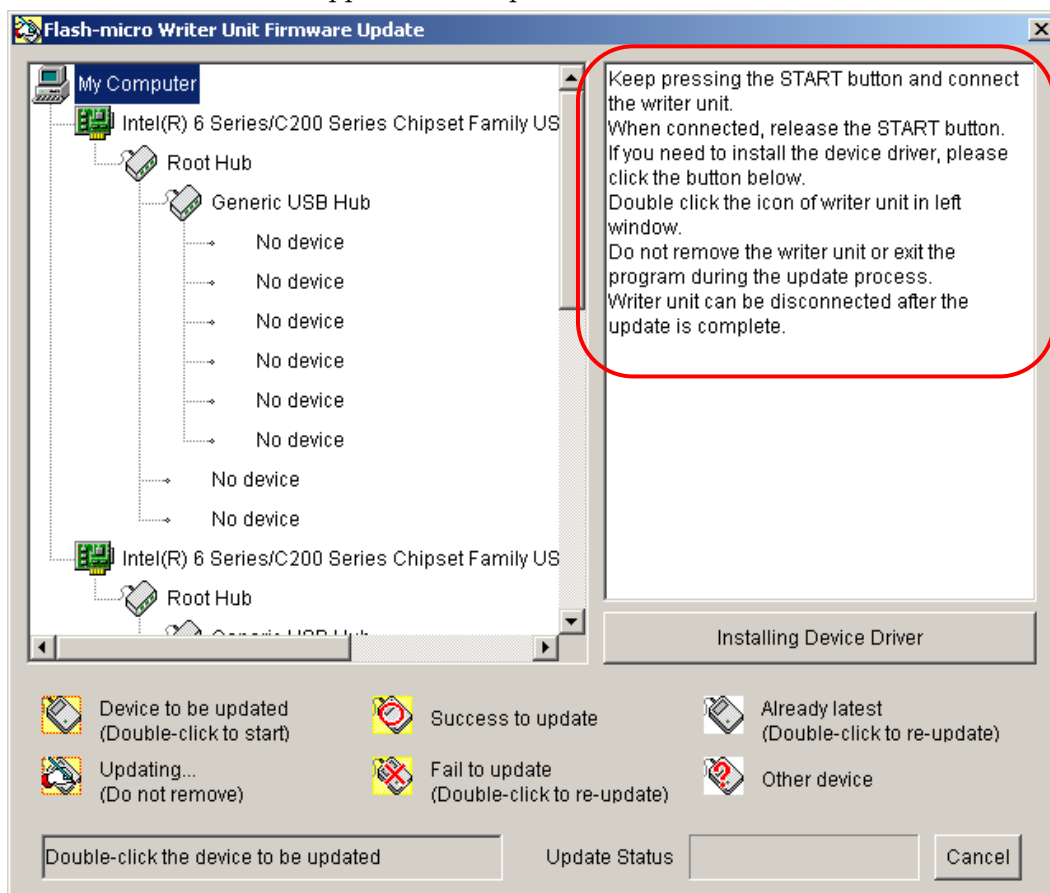 Flash-micro Writer Unit Firmware Update
My Computer
Intel(R) 6 Series/C200 Series Chipset Family US
Root Hub
Generic USB Hub
No device
No device
No device
No device
No device
No device
No device
No device
Intel(R) 6 Series/C200 Series Chipset Family US
Root Hub
Keep pressing the START button and connect
the writer unit.
When connected, release the START button.
If you need to install the device driver, please
click the button below.
Double click the icon of writer unit in left
window.
Do not remove the writer unit or exit the
program during the update process.
Writer unit can be disconnected after the
update is complete.
Installing Device Driver
Device to be updated
(Double-click to start)
Success to update
Already latest
(Double-click to re-update)
Updating...
(Do not remove)
Fail to update
(Double-click to re-update)
Other device
Double-click the device to be updated
Update Status
Cancel